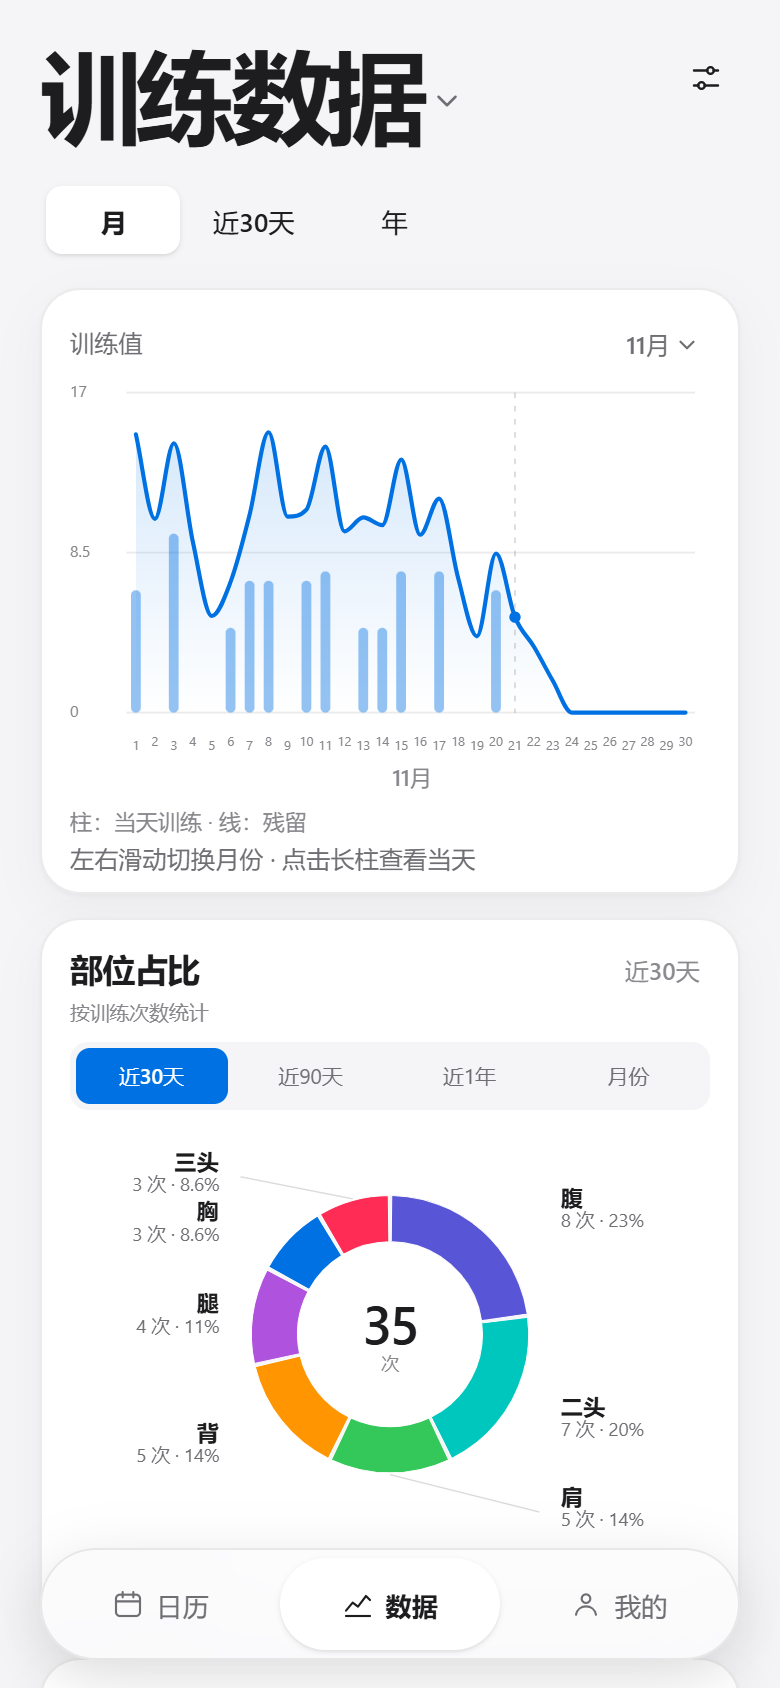 训练数据
月 近30天 年
训练值 11月
17
8.5
0
1 2 3 4 5 6 7 8 9 10 11 12 13 14 15 16 17 18 19 20 21 22 23 24 25 26 27 28 29 30
11月
柱：当天训练 · 线：残留
左右滑动切换月份 · 点击长柱查看当天
部位占比 近30天
按训练次数统计
近30天 近90天 近1年 月份
三头
3 次 · 8.6%
胸
3 次 · 8.6%
腿
4 次 · 11%
背
5 次 · 14%
35
次
腹
8 次 · 23%
二头
7 次 · 20%
肩
5 次 · 14%
日历 数据 我的